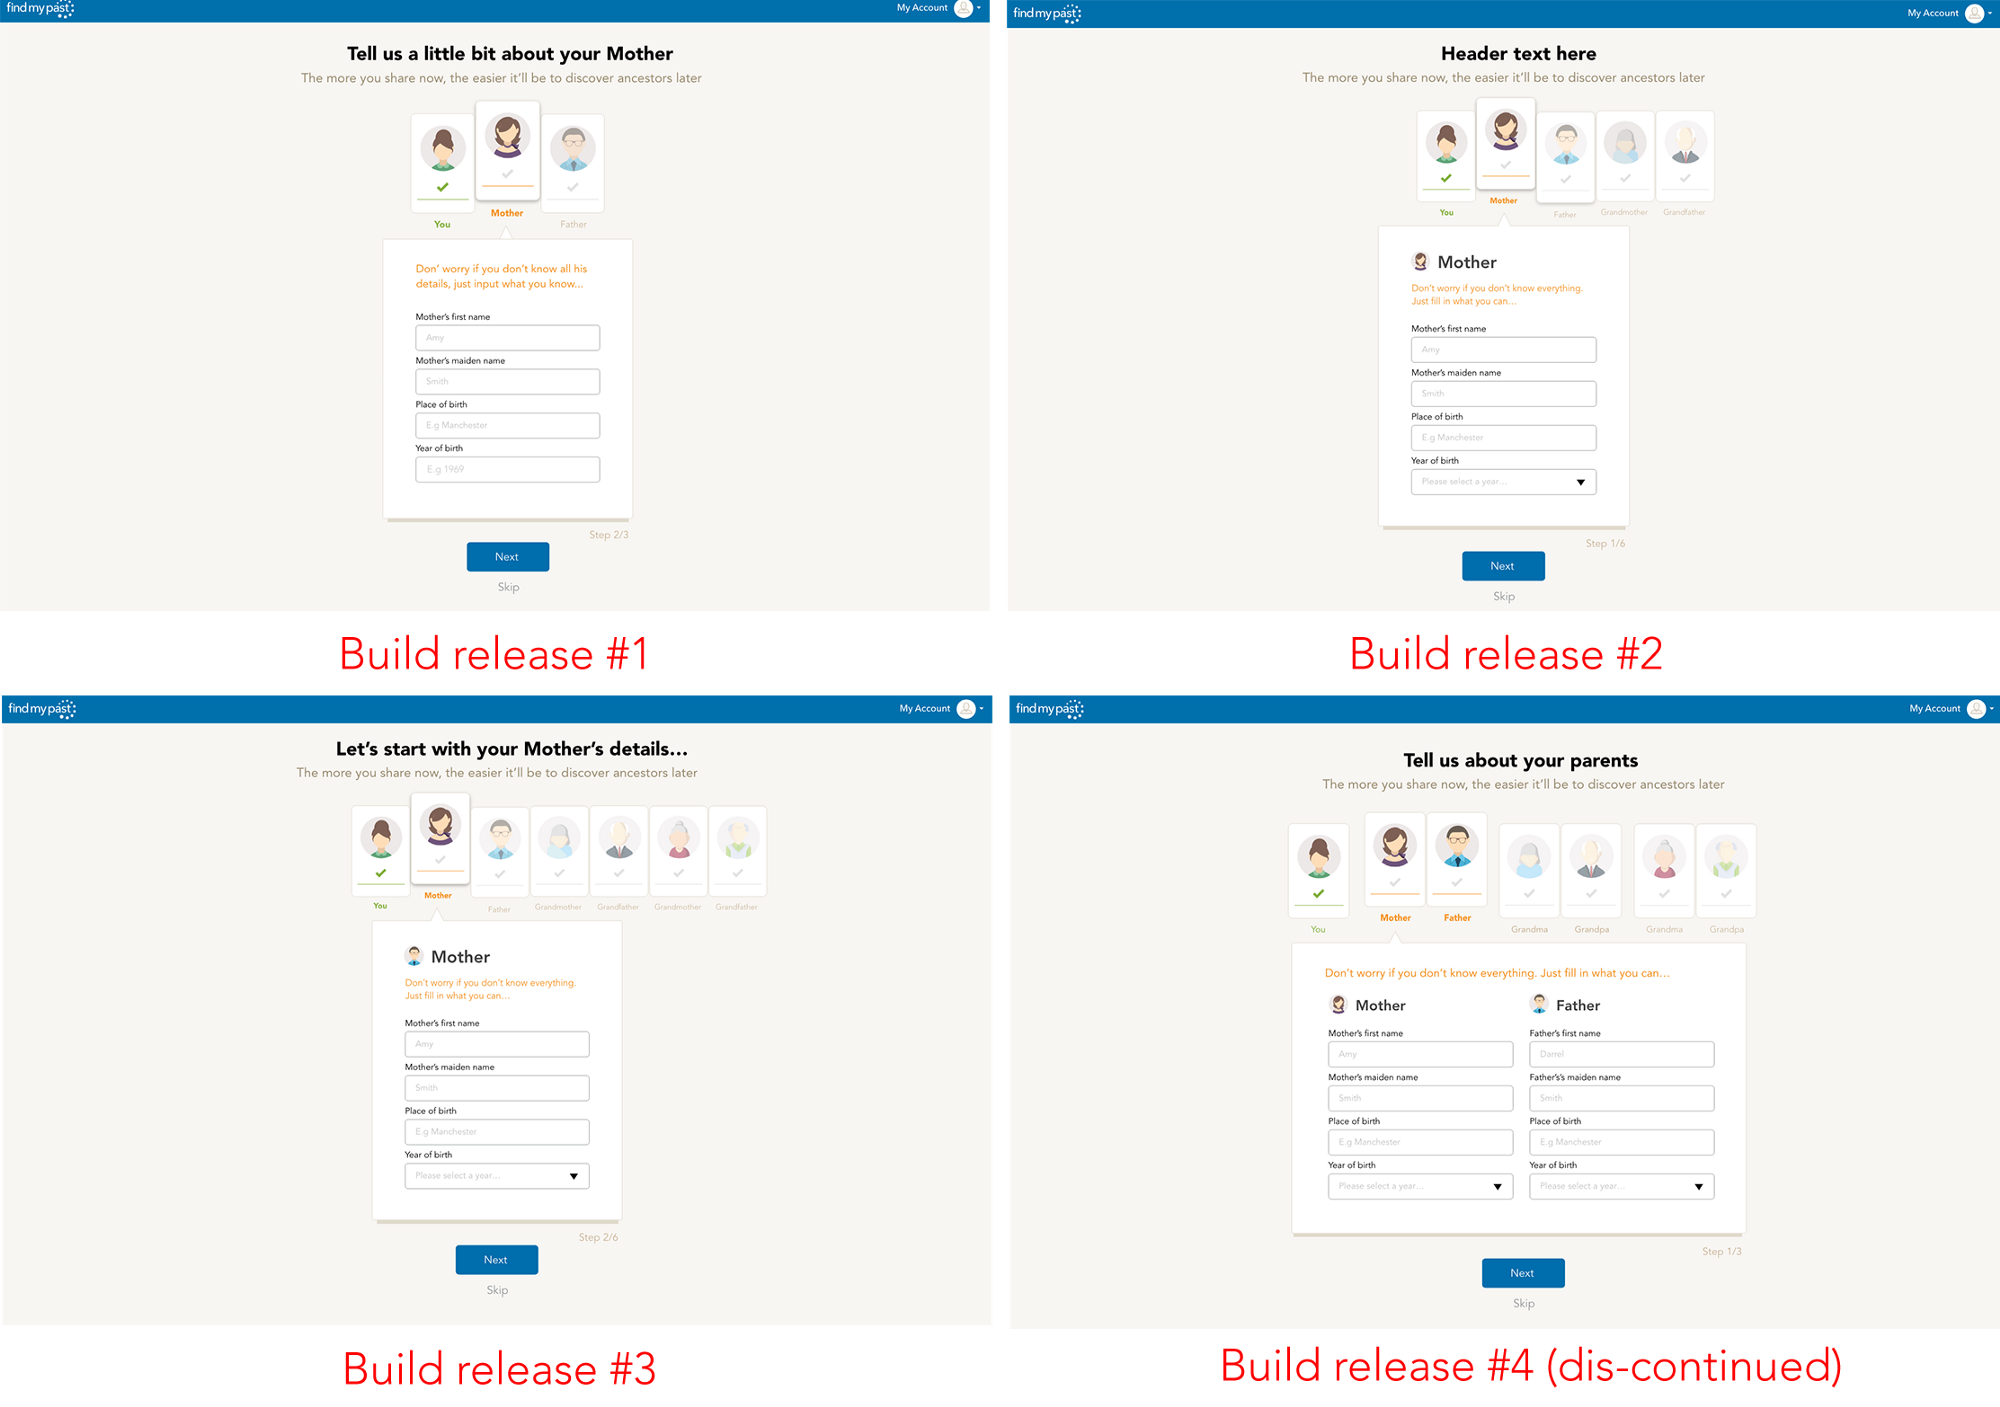 findmypast
My Account
Tell us a little bit about your Mother
The more you share now, the easier it'll be to discover ancestors later
You
Mother
Father
Don' worry if you don't know all his
details, just input what you know...
Mother's first name
Amy
Mother's maiden name
Smith
Place of birth
E.g Manchester
Year of birth
E.g 1969
Step 2/3
Next
Skip
Build release #1
findmypast
My Account
Header text here
The more you share now, the easier it'll be to discover ancestors later
You
Mother
Father
Grandmother
Grandfather
Mother
Don't worry if you don't know everything.
Just fill in what you can...
Mother's first name
Amy
Mother's maiden name
Smith
Place of birth
E.g Manchester
Year of birth
Please select a year...
Step 1/6
Next
Skip
Build release #2
findmypast
My Account
Let's start with your Mother's details...
The more you share now, the easier it'll be to discover ancestors later
You
Mother
Father
Grandmother
Grandfather
Grandmother
Grandfather
Mother
Don't worry if you don't know everything.
Just fill in what you can...
Mother's first name
Amy
Mother's maiden name
Smith
Place of birth
E.g Manchester
Year of birth
Please select a year...
Step 2/6
Next
Skip
Build release #3
findmypast
My Account
Tell us about your parents
The more you share now, the easier it'll be to discover ancestors later
You
Mother
Father
Grandma
Grandpa
Grandma
Grandpa
Don't worry if you don't know everything. Just fill in what you can...
Mother
Father
Mother's first name
Father's first name
Amy
Darrel
Mother's maiden name
Father's's maiden name
Smith
Smith
Place of birth
Place of birth
E.g Manchester
E.g Manchester
Year of birth
Year of birth
Please select a year...
Please select a year...
Step 1/3
Next
Skip
Build release #4 (dis-continued)